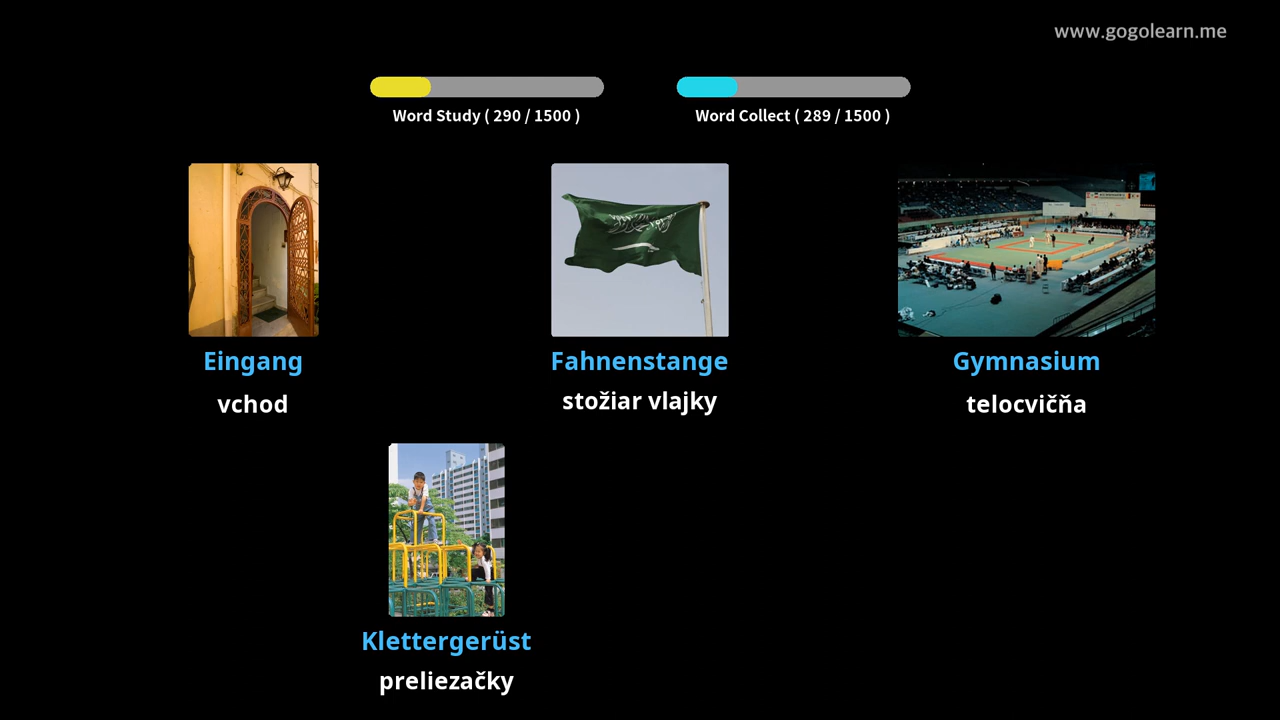 www.gogolearn.me
Word Study ( 290 / 1500 )
Word Collect ( 289 / 1500 )
Eingang
vchod
Fahnenstange
stožiar vlajky
Gymnasium
telocvičňa
Klettergerüst
preliezačky